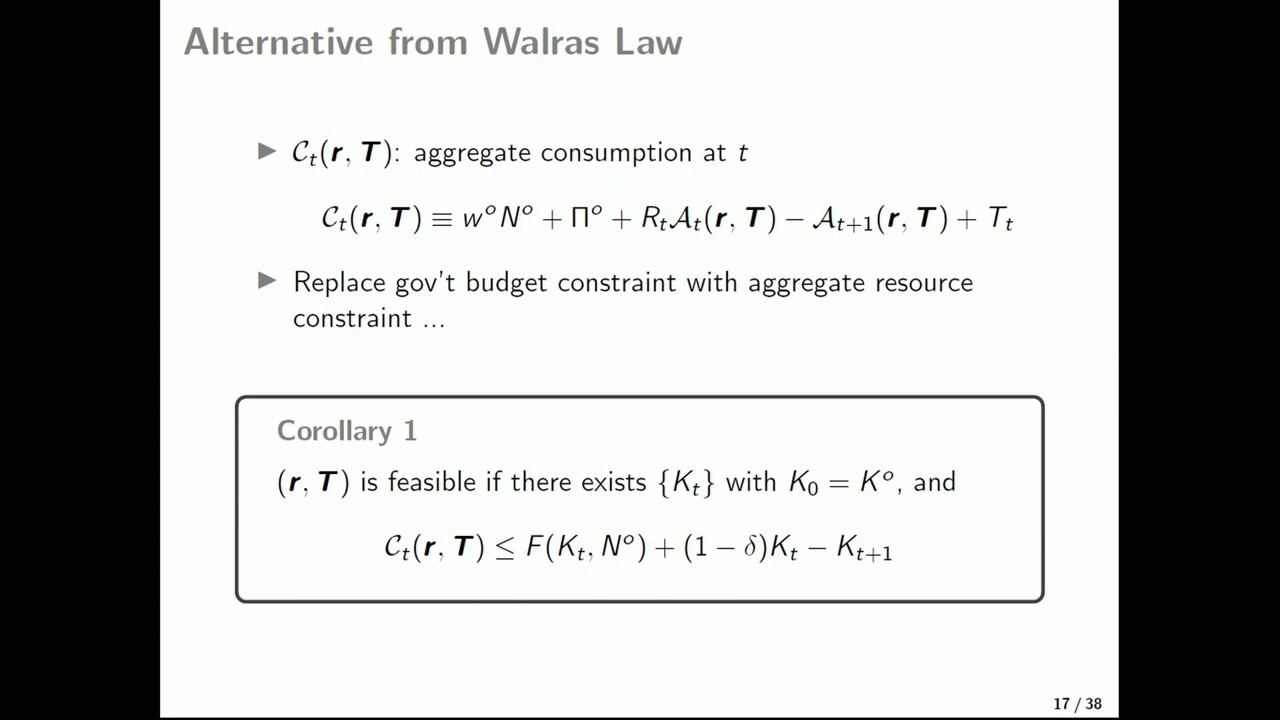 Alternative from Walras Law
▶ 𝒞ₜ(𝒓, 𝑻): aggregate consumption at t
𝒞ₜ(𝒓, 𝑻) ≡ wᵒNᵒ + Πᵒ + Rₜ𝒜ₜ(𝒓, 𝑻) − 𝒜ₜ₊₁(𝒓, 𝑻) + Tₜ
▶ Replace gov't budget constraint with aggregate resource
constraint ...
Corollary 1
(𝒓, 𝑻) is feasible if there exists {Kₜ} with K₀ = Kᵒ, and
𝒞ₜ(𝒓, 𝑻) ≤ F(Kₜ, Nᵒ) + (1 − δ)Kₜ − Kₜ₊₁
17 / 38